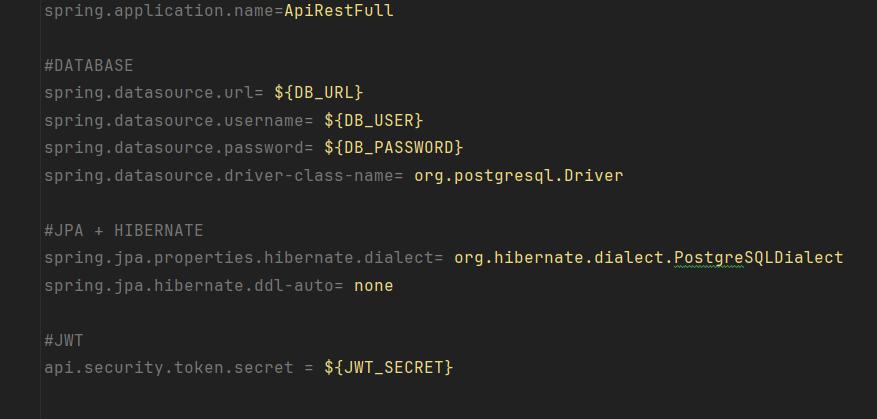 spring.application.name=ApiRestFull
#DATABASE
spring.datasource.url= ${DB_URL}
spring.datasource.username= ${DB_USER}
spring.datasource.password= ${DB_PASSWORD}
spring.datasource.driver-class-name= org.postgresql.Driver
#JPA + HIBERNATE
spring.jpa.properties.hibernate.dialect= org.hibernate.dialect.PostgreSQLDialect
spring.jpa.hibernate.ddl-auto= none
#JWT
api.security.token.secret = ${JWT_SECRET}